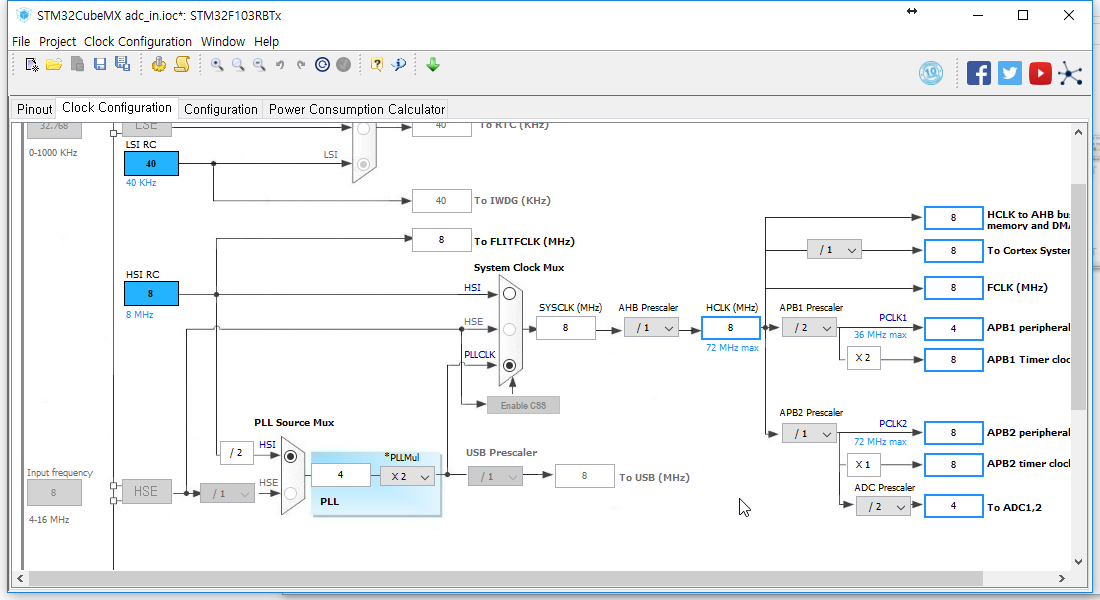 STM32CubeMX adc_in.ioc*: STM32F103RBTx
File Project Clock Configuration Window Help
10
Pinout Clock Configuration Configuration Power Consumption Calculator
32.768
0-1000 KHz
LSE
40
To RTC (KHz)
LSI RC
40
40 KHz
LSI
40
To IWDG (KHz)
8
To FLITFCLK (MHz)
HSI RC
8
8 MHz
System Clock Mux
HSI
HSE
PLLCLK
Enable CSS
SYSCLK (MHz)
8
AHB Prescaler
/ 1
HCLK (MHz)
8
72 MHz max
8
HCLK to AHB bu
memory and DM
/ 1
8
To Cortex System
8
FCLK (MHz)
APB1 Prescaler
/ 2
PCLK1
36 MHz max
4
APB1 peripheral
X 2
8
APB1 Timer cloc
APB2 Prescaler
/ 1
PCLK2
72 MHz max
8
APB2 peripheral
X 1
8
APB2 timer clock
ADC Prescaler
/ 2
4
To ADC1,2
PLL Source Mux
/ 2
HSI
HSE
4
*PLLMul
X 2
PLL
USB Prescaler
/ 1
8
To USB (MHz)
Input frequency
8
4-16 MHz
HSE
/ 1